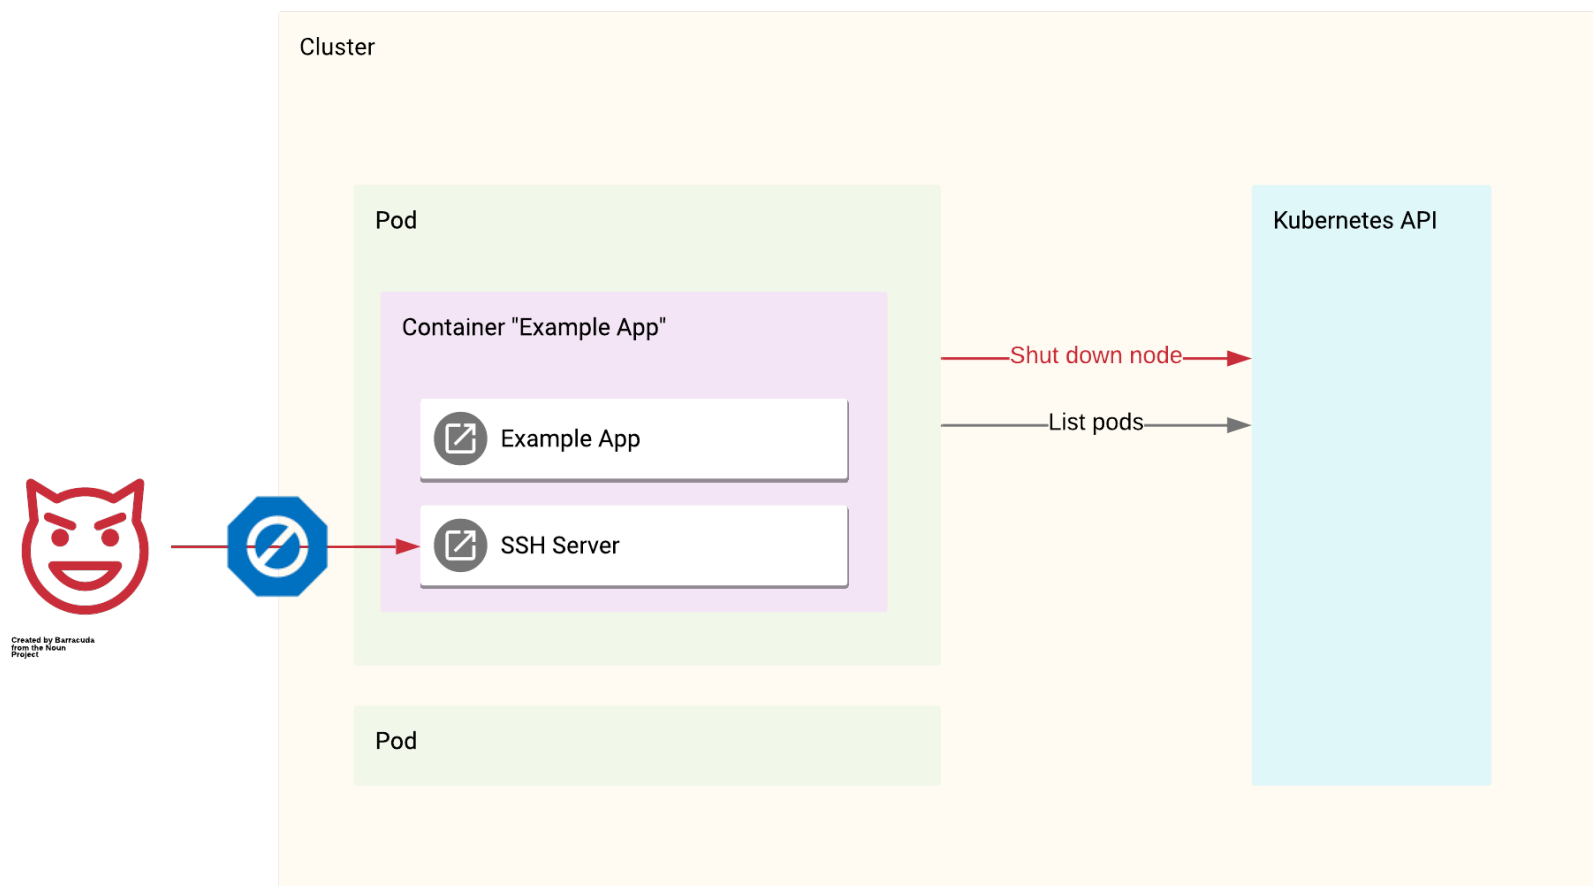 Cluster
Pod
Kubernetes API
Container "Example App"
Shut down node
List pods
Example App
SSH Server
Created by Barracuda
from the Noun
Project
Pod